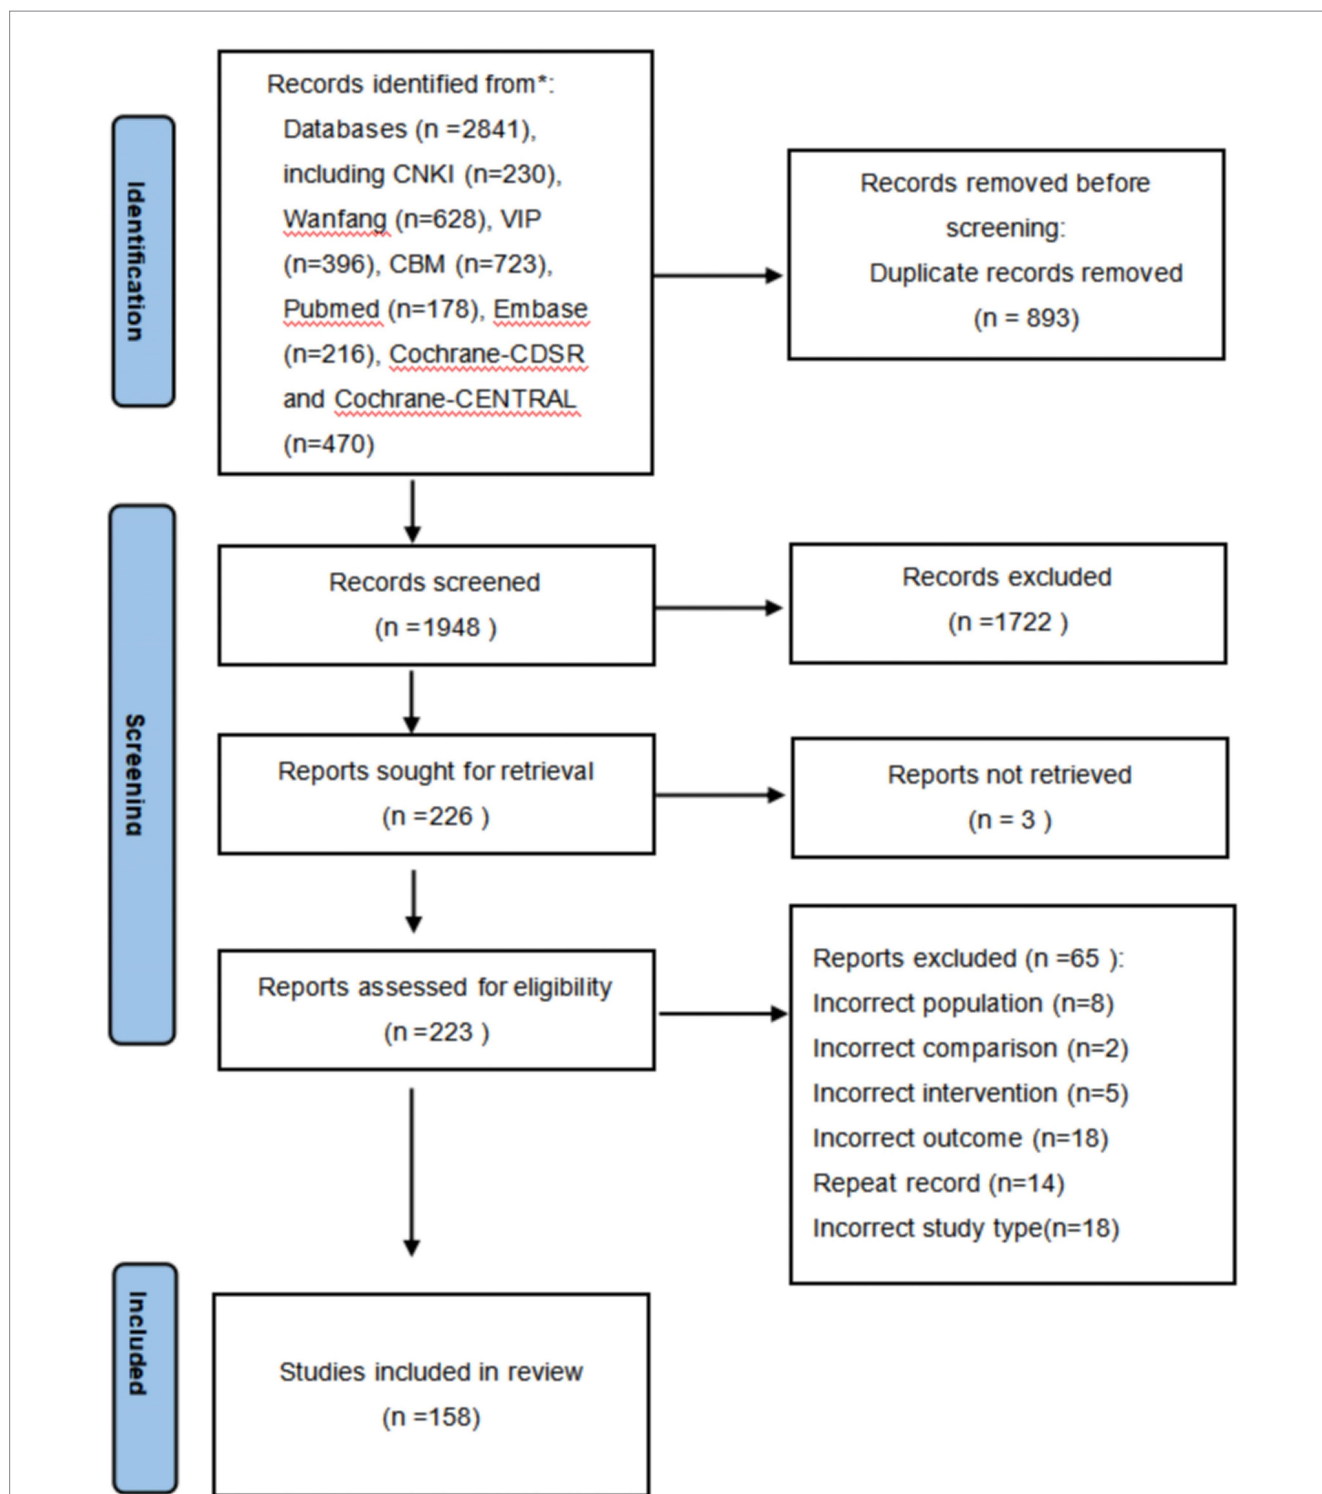 Identification
Records identified from*:
Databases (n =2841),
including CNKI (n=230),
Wanfang (n=628), VIP
(n=396), CBM (n=723),
Pubmed (n=178), Embase
(n=216), Cochrane-CDSR
and Cochrane-CENTRAL
(n=470)
Records removed before
screening:
Duplicate records removed
(n = 893)
Screening
Records screened
(n =1948 )
Records excluded
(n =1722 )
Reports sought for retrieval
(n =226 )
Reports not retrieved
(n = 3 )
Reports assessed for eligibility
(n =223 )
Reports excluded (n =65 ):
Incorrect population (n=8)
Incorrect comparison (n=2)
Incorrect intervention (n=5)
Incorrect outcome (n=18)
Repeat record (n=14)
Incorrect study type(n=18)
Included
Studies included in review
(n =158)